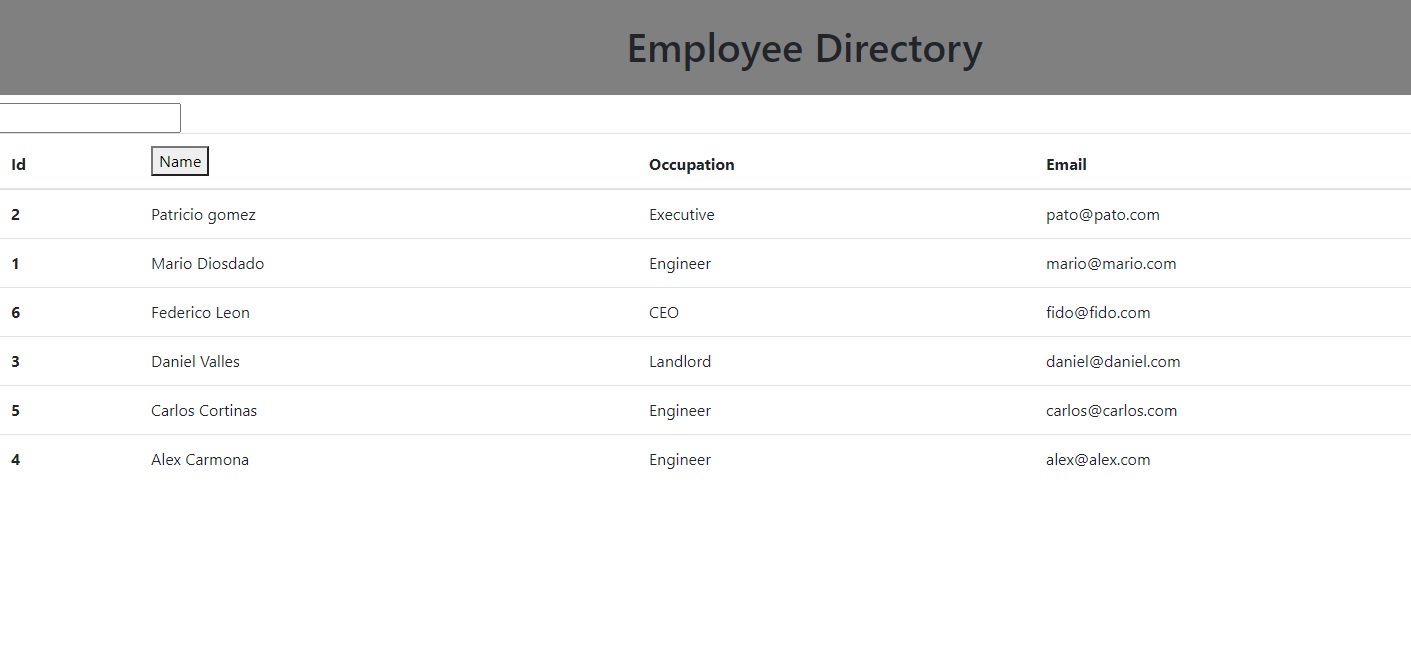 Employee Directory
Id Name Occupation Email
2 Patricio gomez Executive pato@pato.com
1 Mario Diosdado Engineer mario@mario.com
6 Federico Leon CEO fido@fido.com
3 Daniel Valles Landlord daniel@daniel.com
5 Carlos Cortinas Engineer carlos@carlos.com
4 Alex Carmona Engineer alex@alex.com